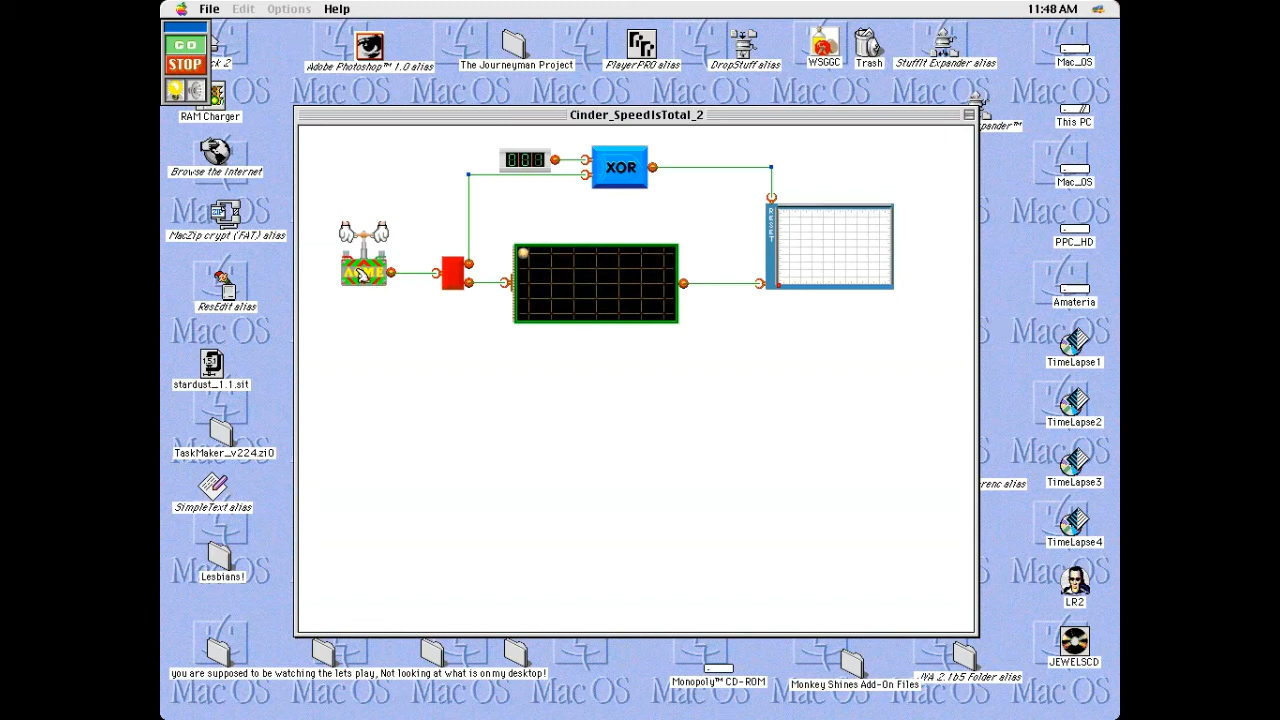 File Edit Options Help 11:48 AM
GO
STOP
RAM Charger
Browse the Internet
MacZip crypt (FAT) alias
ResEdit alias
stardust_1.1.sit
TaskMaker_v224.zi0
SimpleText alias
Lesbians!
Adobe Photoshop™ 1.0 alias
The Journeyman Project
PlayerPRO alias
DropStuff alias
WSGGC
Trash
StuffIt Expander alias
Mac_OS
This PC
Mac_OS
PPC_HD
Amateria
TimeLapse1
TimeLapse2
TimeLapse3
TimeLapse4
LR2
JEWELSCD
Cinder_SpeedIsTotal_2
XOR
RESET
ACME
you are supposed to be watching the lets play, Not looking at what is on my desktop!
Monopoly™ CD-ROM
Monkey Shines Add-On Files
Mac OS